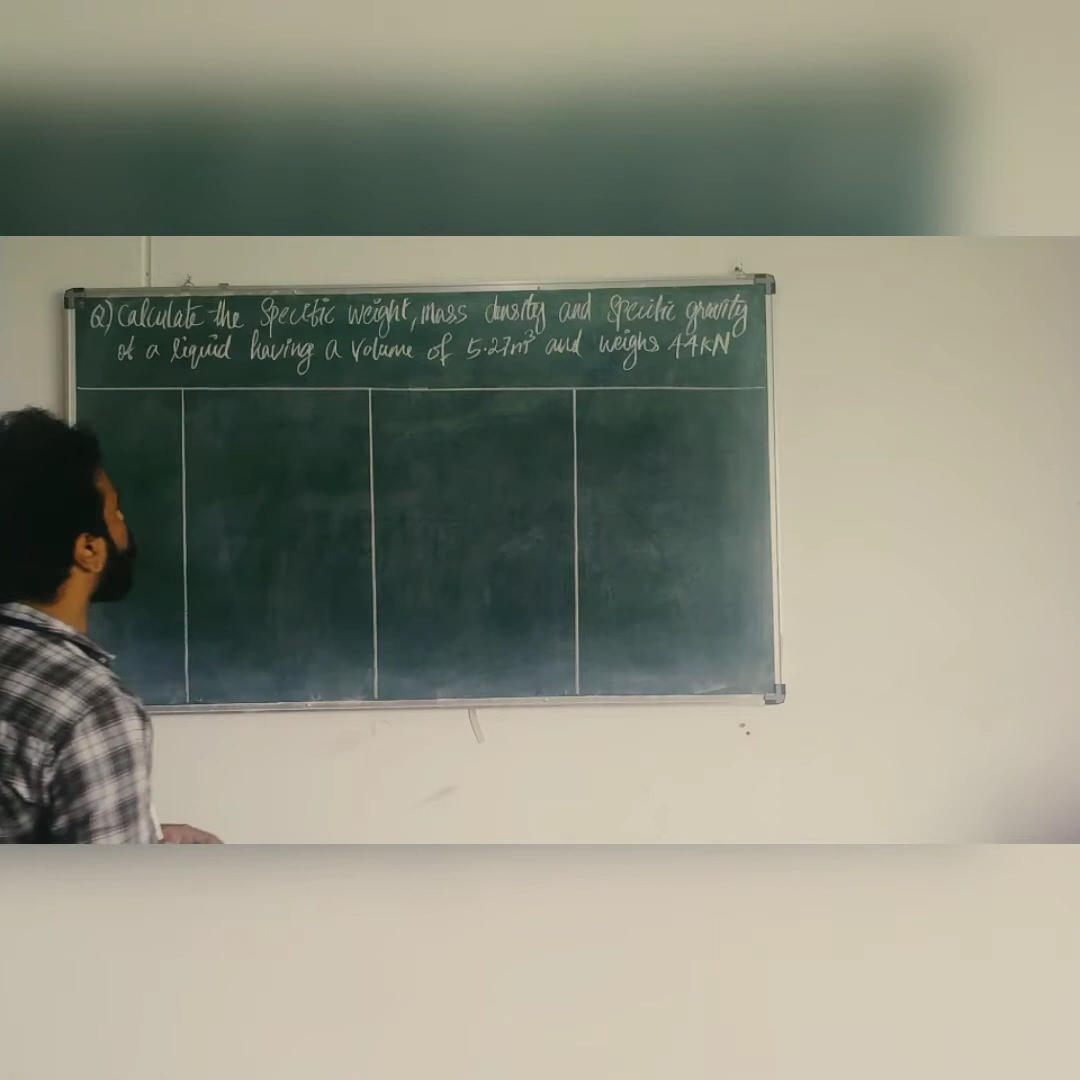 Q) Calculate the Specific weight, mass density and specific gravity
of a liquid having a volume of 5.27m³ and weighs 44kN